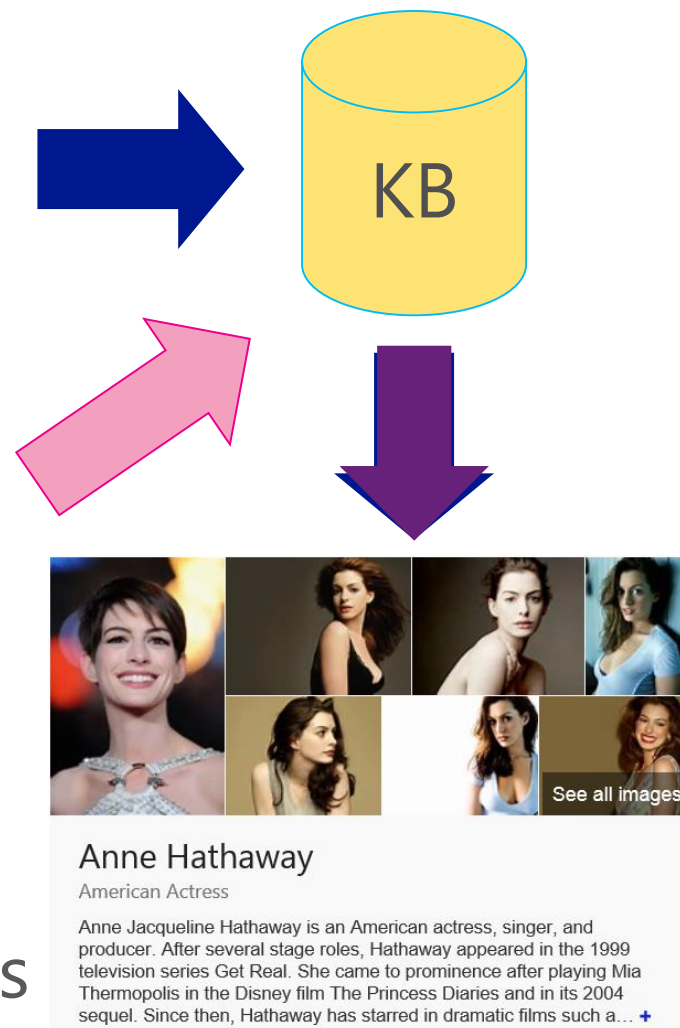 KB
See all images
Anne Hathaway
American Actress
Anne Jacqueline Hathaway is an American actress, singer, and
producer. After several stage roles, Hathaway appeared in the 1999
television series Get Real. She came to prominence after playing Mia
Thermopolis in the Disney film The Princess Diaries and in its 2004
s
sequel. Since then, Hathaway has starred in dramatic films such a… +